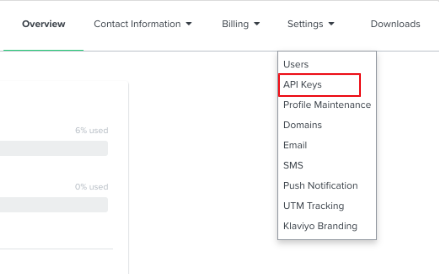 Overview Contact Information Billing Settings Downloads
Users
API Keys
Profile Maintenance
Domains
Email
SMS
Push Notification
UTM Tracking
Klaviyo Branding
6% used
0% used